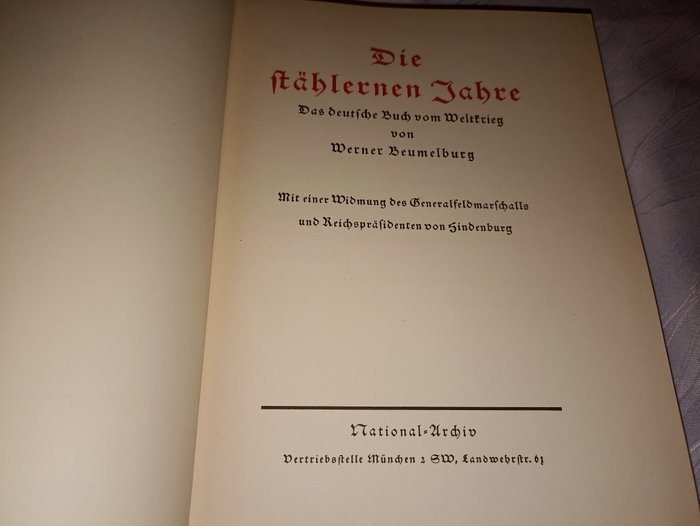 Die
stählernen Jahre
Das deutsche Buch vom Weltkrieg
von
Werner Beumelburg
Mit einer Widmung des Generalfeldmarschalls
und Reichspräsidenten von Hindenburg
National-Archiv
Vertriebsstelle München 2 SW, Landwehrstr. 61